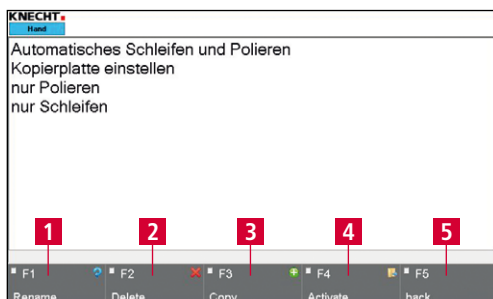 KNECHT
Hand
Automatisches Schleifen und Polieren
Kopierplatte einstellen
nur Polieren
nur Schleifen
1 2 3 4 5
F1 F2 F3 F4 F5
Rename Delete Copy Activate back